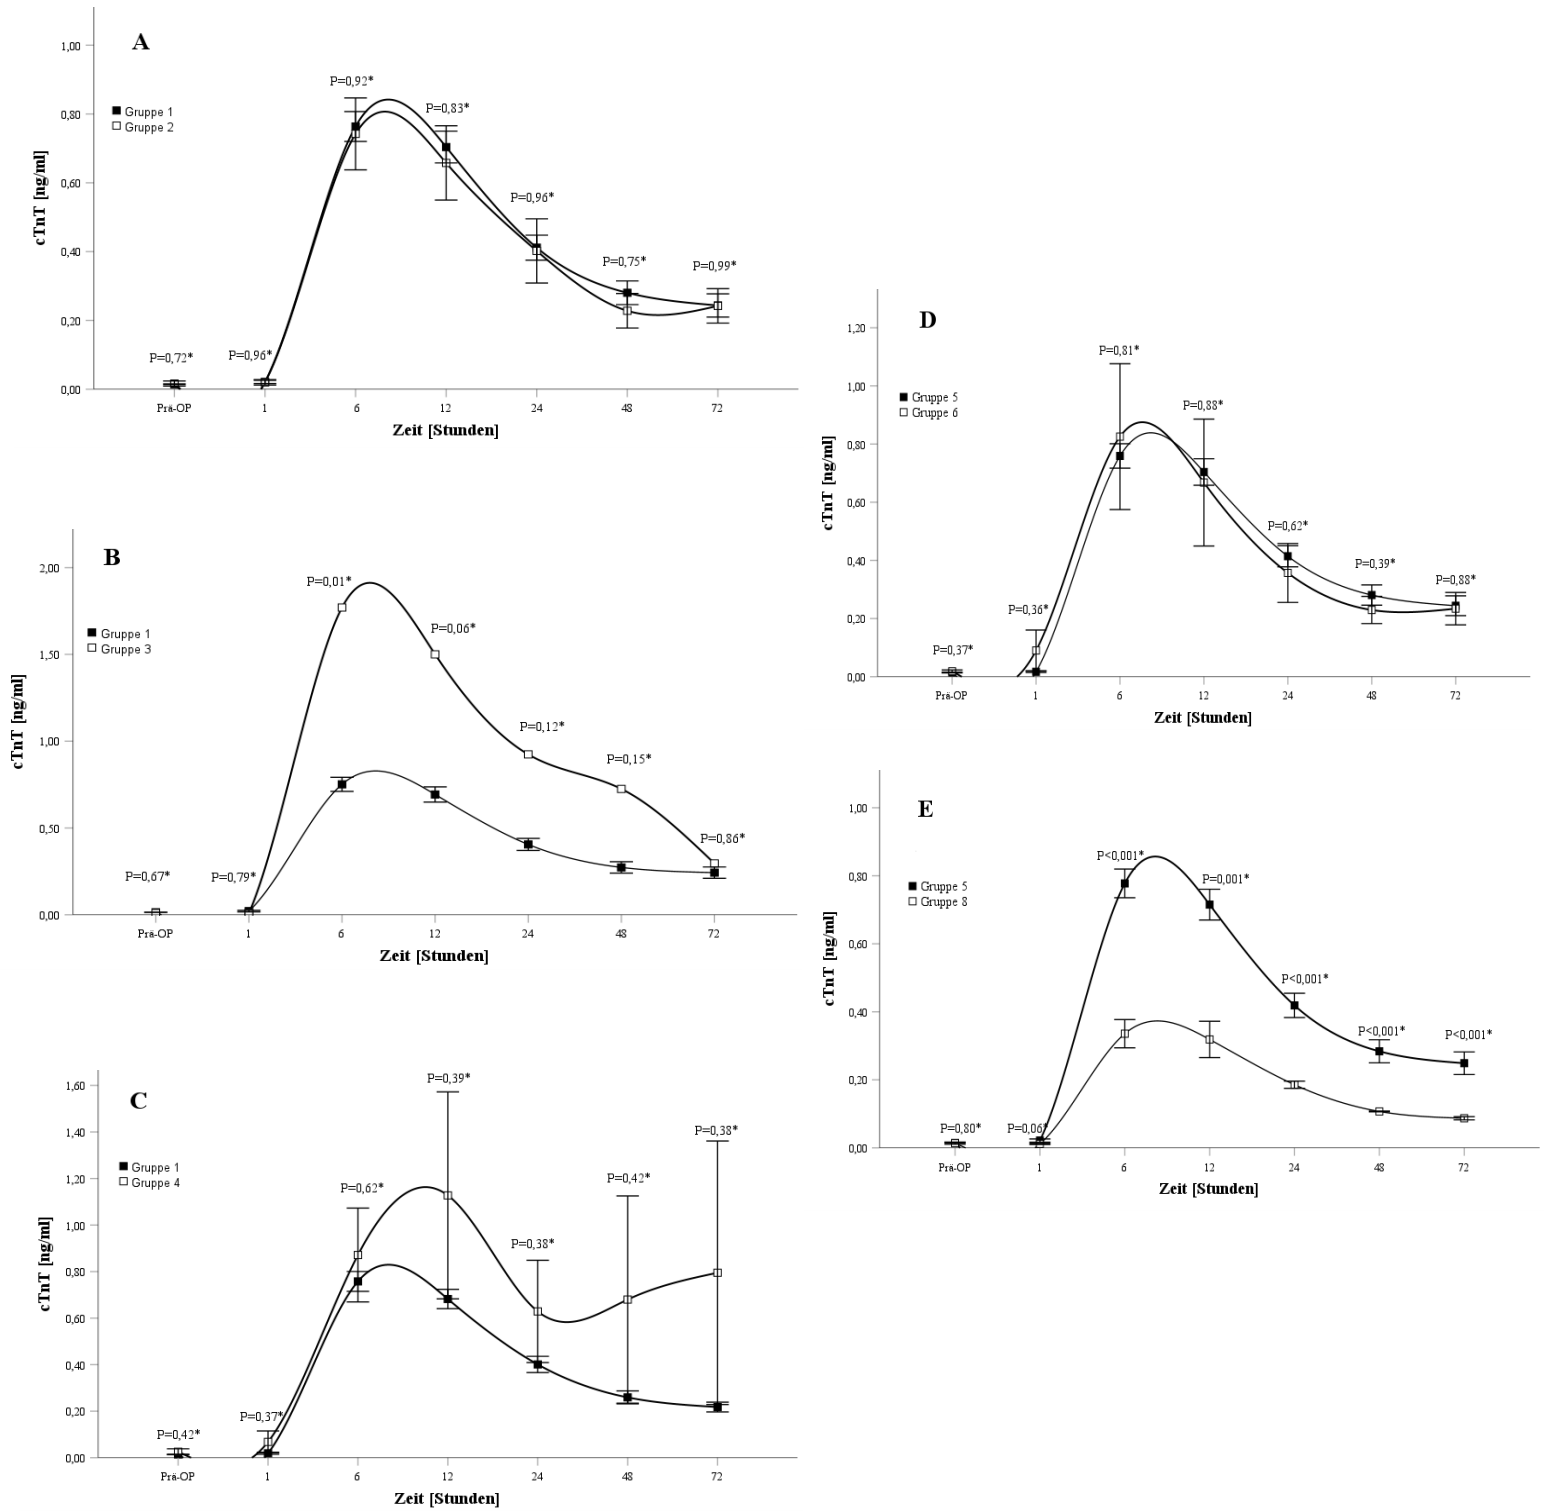 A
1,00
0,80
0,60
0,40
0,20
0,00
cTnT [ng/ml]
Gruppe 1
Gruppe 2
P=0,72*
P=0,96*
P=0,92*
P=0,83*
P=0,96*
P=0,75*
P=0,99*
Prä-OP 1 6 12 24 48 72
Zeit [Stunden]
B
2,00
1,50
1,00
0,50
0,00
cTnT [ng/ml]
Gruppe 1
Gruppe 3
P=0,67*
P=0,79*
P=0,01*
P=0,06*
P=0,12*
P=0,15*
P=0,86*
Prä-OP 1 6 12 24 48 72
Zeit [Stunden]
C
1,60
1,40
1,20
1,00
0,80
0,60
0,40
0,20
0,00
cTnT [ng/ml]
Gruppe 1
Gruppe 4
P=0,42*
P=0,37*
P=0,62*
P=0,39*
P=0,38*
P=0,42*
P=0,38*
Prä-OP 1 6 12 24 48 72
Zeit [Stunden]
D
1,20
1,00
0,80
0,60
0,40
0,20
0,00
cTnT [ng/ml]
Gruppe 5
Gruppe 6
P=0,37*
P=0,36*
P=0,81*
P=0,88*
P=0,62*
P=0,39*
P=0,88*
Prä-OP 1 6 12 24 48 72
Zeit [Stunden]
E
1,00
0,80
0,60
0,40
0,20
0,00
cTnT [ng/ml]
Gruppe 5
Gruppe 8
P=0,80*
P=0,06*
P<0,001*
P=0,001*
P<0,001*
P<0,001*
P<0,001*
Prä-OP 1 6 12 24 48 72
Zeit [Stunden]